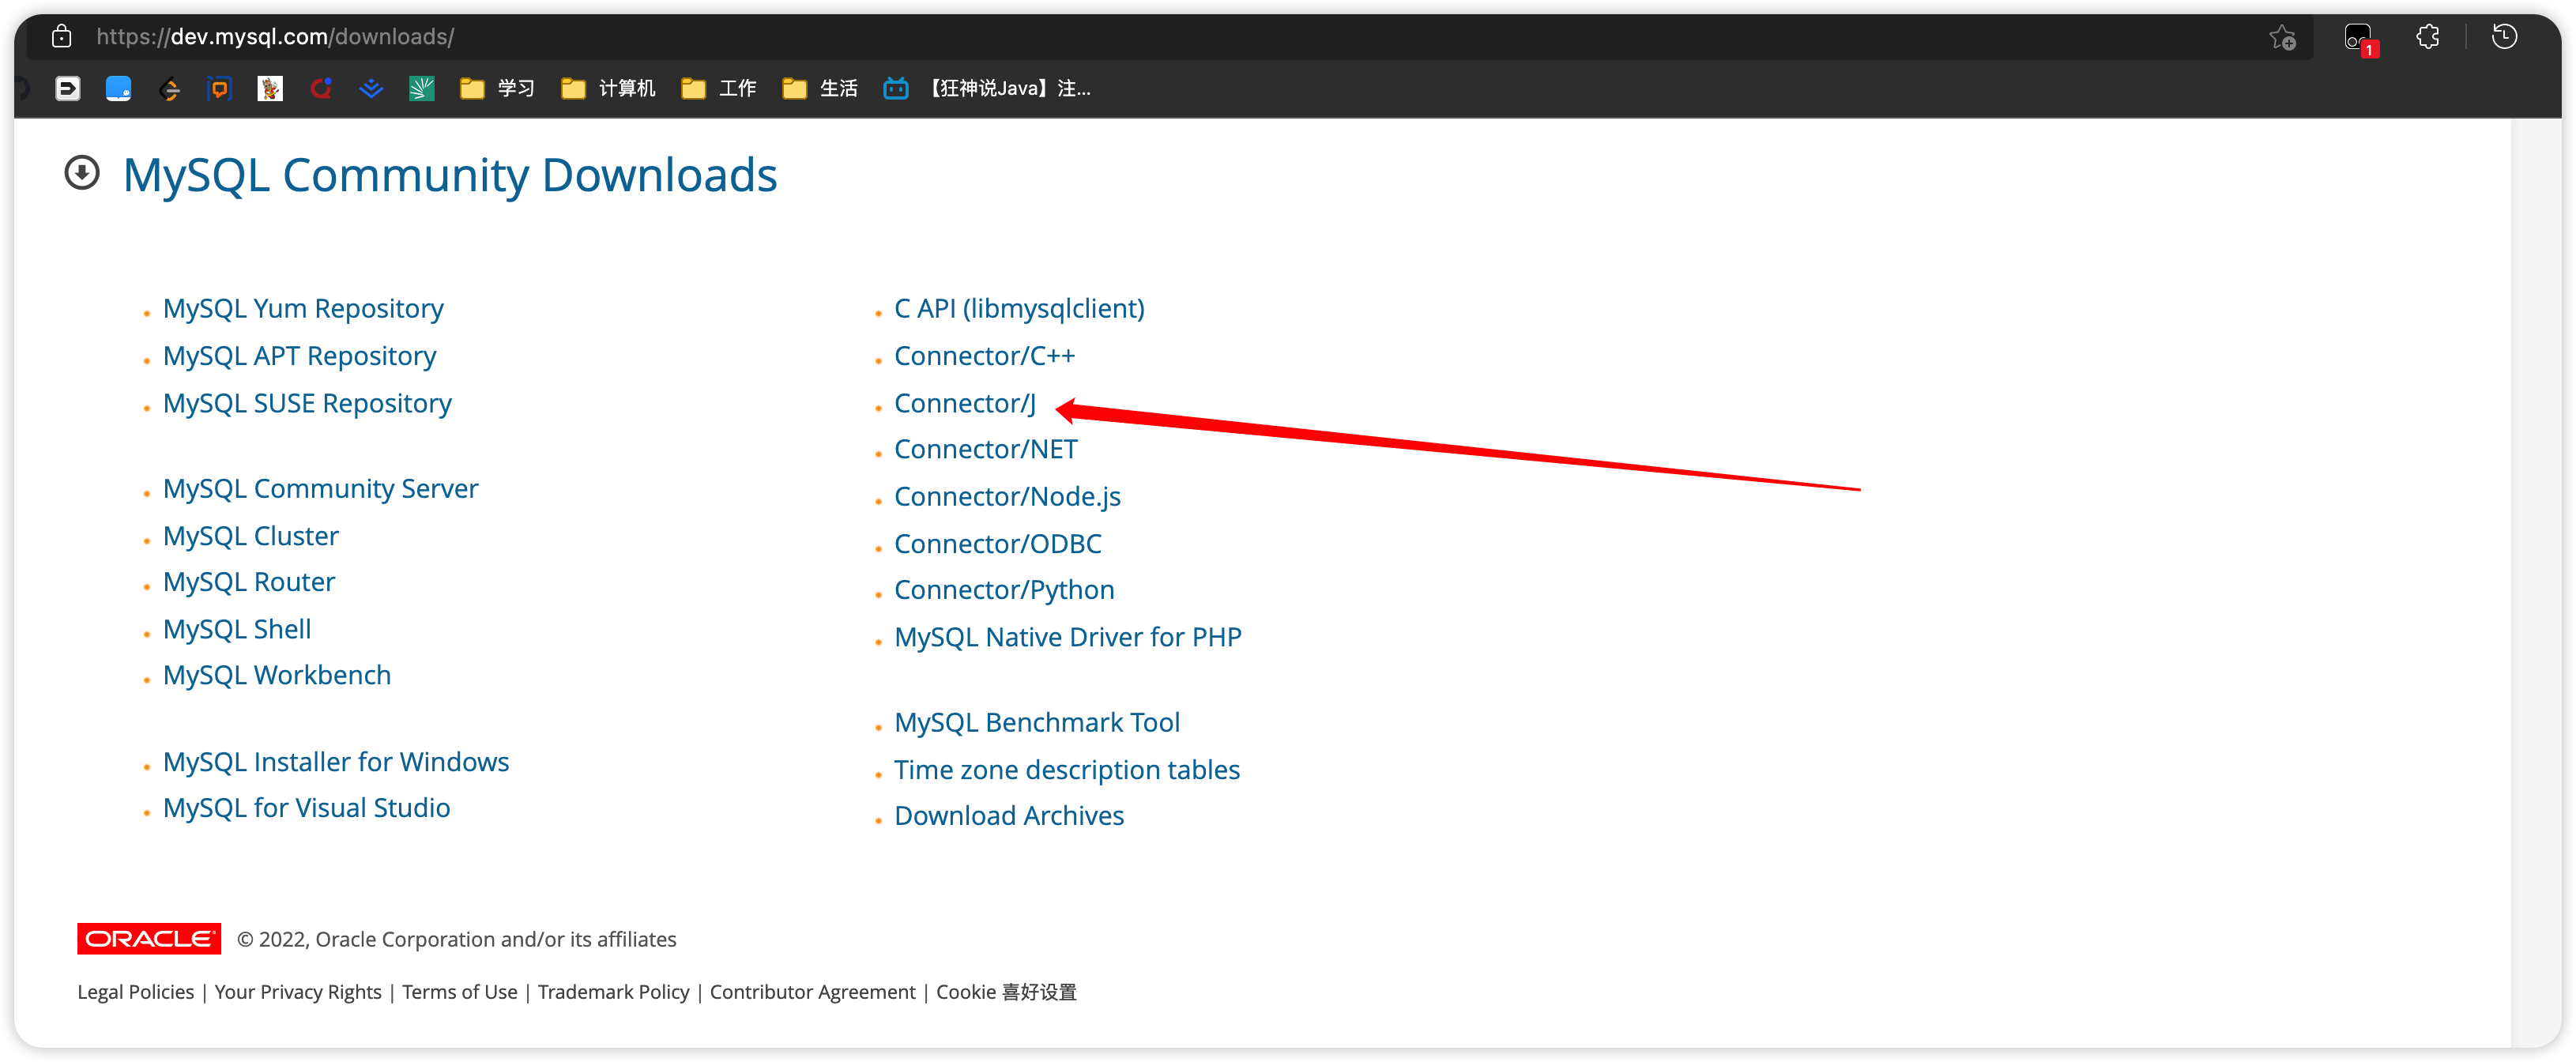 https://dev.mysql.com/downloads/
1
学习
计算机
工作
生活
【狂神说Java】注...
MySQL Community Downloads
MySQL Yum Repository
MySQL APT Repository
MySQL SUSE Repository
MySQL Community Server
MySQL Cluster
MySQL Router
MySQL Shell
MySQL Workbench
MySQL Installer for Windows
MySQL for Visual Studio
C API (libmysqlclient)
Connector/C++
Connector/J
Connector/NET
Connector/Node.js
Connector/ODBC
Connector/Python
MySQL Native Driver for PHP
MySQL Benchmark Tool
Time zone description tables
Download Archives
ORACLE © 2022, Oracle Corporation and/or its affiliates
Legal Policies | Your Privacy Rights | Terms of Use | Trademark Policy | Contributor Agreement | Cookie 喜好设置